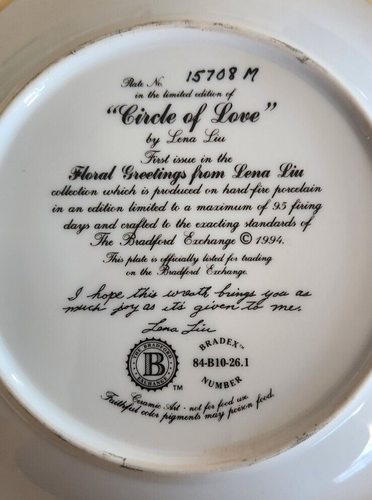 Plate No. 15708 M
in the limited edition of
"Circle of Love"
by Lena Liu
First issue in the
Floral Greetings from Lena Liu
collection which is produced on hard-fire porcelain
in an edition limited to a maximum of 95 firing
days and crafted to the exacting standards of
The Bradford Exchange © 1994.
This plate is officially listed for trading
on the Bradford Exchange
I hope this wreath brings you as
much joy as it's given to me.
Lena Liu
THE BRADFORD
B
EXCHANGE
TM
BRADEX™
84-B10-26.1
NUMBER
Ceramic Art - not for food use.
Faithful color pigments may poison food